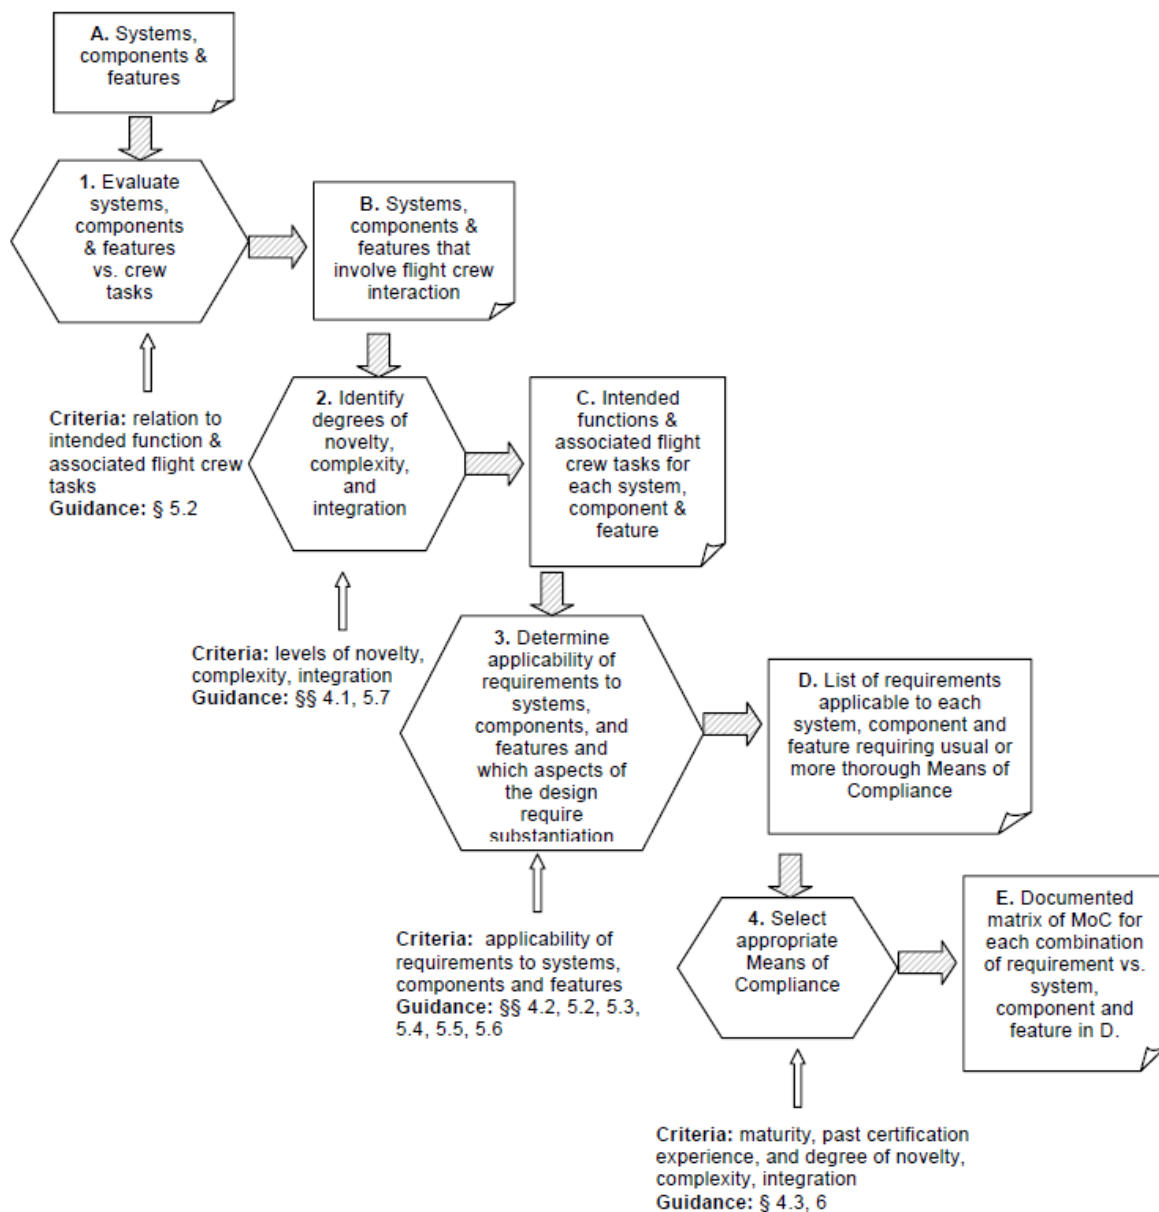 A. Systems,
components &
features
1. Evaluate
systems,
components
& features
vs. crew
tasks
B. Systems,
components &
features that
involve flight crew
interaction
Criteria: relation to
intended function &
associated flight crew
tasks
Guidance: § 5.2
2. Identify
degrees of
novelty,
complexity,
and
integration
C. Intended
functions &
associated flight
crew tasks for
each system,
component &
feature
Criteria: levels of novelty,
complexity, integration
Guidance: §§ 4.1, 5.7
3. Determine
applicability of
requirements to
systems,
components, and
features and
which aspects of
the design
require
substantiation
D. List of requirements
applicable to each
system, component and
feature requiring usual or
more thorough Means of
Compliance
Criteria: applicability of
requirements to systems,
components and features
Guidance: §§ 4.2, 5.2, 5.3,
5.4, 5.5, 5.6
4. Select
appropriate
Means of
Compliance
E. Documented
matrix of MoC for
each combination
of requirement vs.
system,
component and
feature in D.
Criteria: maturity, past certification
experience, and degree of novelty,
complexity, integration
Guidance: § 4.3, 6